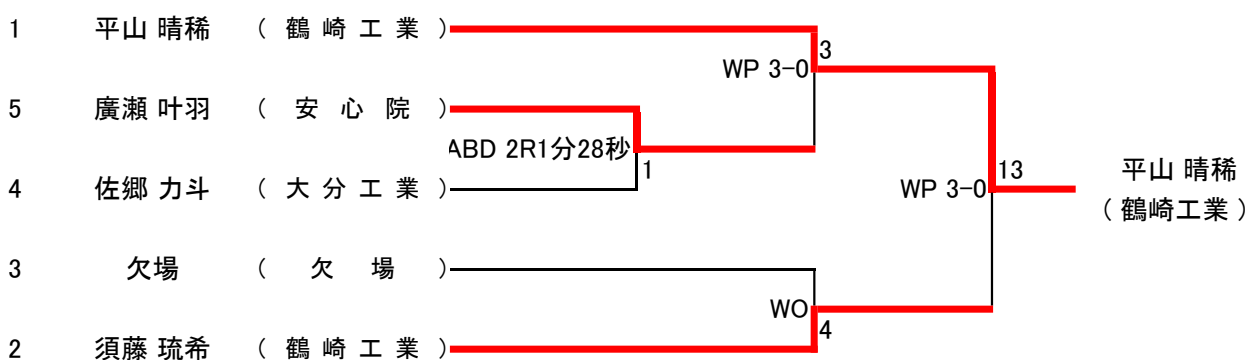 1 平山 晴稀 ( 鶴 崎 工 業 )
3
WP 3-0
5 廣瀬 叶羽 ( 安 心 院 )
ABD 2R1分28秒
1
13
平山 晴稀
4 佐郷 力斗 ( 大 分 工 業 )
WP 3-0
( 鶴崎工業 )
3 欠場 ( 欠 場 )
WO
4
2 須藤 琉希 ( 鶴 崎 工 業 )